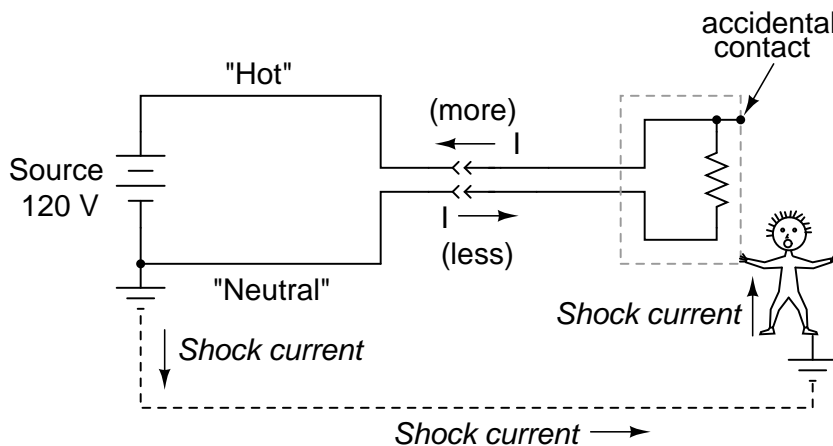 accidental
contact
"Hot"
(more)
I
Source
120 V
I
(less)
"Neutral"
Shock current
Shock current
Shock current